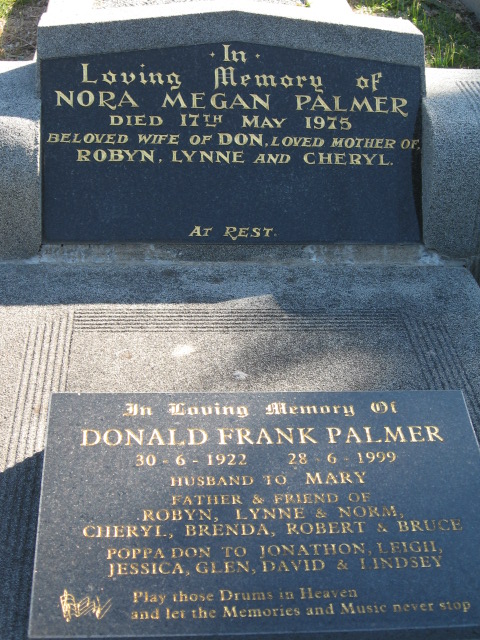 In
Loving Memory of
NORA MEGAN PALMER
DIED 17TH MAY 1975
BELOVED WIFE OF DON, LOVED MOTHER OF
ROBYN, LYNNE AND CHERYL.
AT REST.
In Loving Memory Of
DONALD FRANK PALMER
30-6-1922 28-6-1999
HUSBAND TO MARY
FATHER & FRIEND OF
ROBYN, LYNNE & NORM,
CHERYL, BRENDA, ROBERT & BRUCE
POPPA DON TO JONATHON, LEIGH,
JESSICA, GLEN, DAVID & LINDSEY
Play those Drums in Heaven
and let the Memories and Music never stop